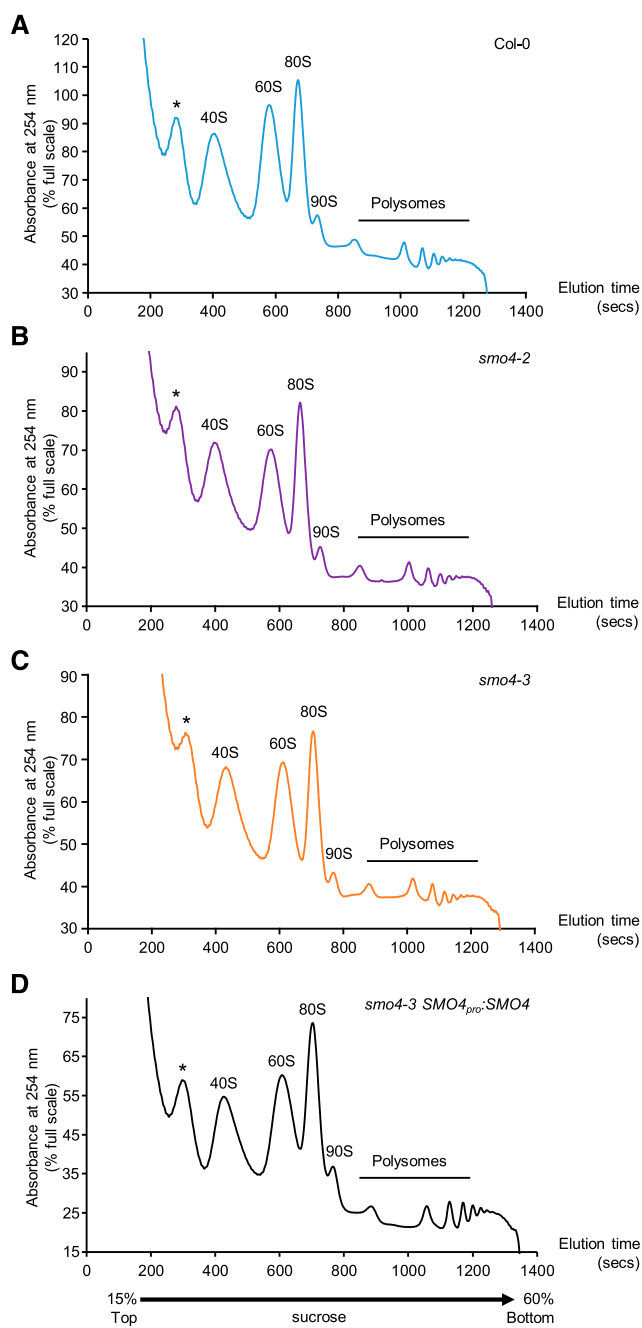 A
Col-0
Absorbance at 254 nm
(% full scale)
120
110
100
90
80
70
60
50
40
30
*
40S
60S
80S
90S
Polysomes
0
200
400
600
800
1000
1200
1400
Elution time
(secs)
B
smo4-2
Absorbance at 254 nm
(% full scale)
90
80
70
60
50
40
30
*
40S
60S
80S
90S
Polysomes
0
200
400
600
800
1000
1200
1400
Elution time
(secs)
C
smo4-3
Absorbance at 254 nm
(% full scale)
90
80
70
60
50
40
30
*
40S
60S
80S
90S
Polysomes
0
200
400
600
800
1000
1200
1400
Elution time
(secs)
D
smo4-3 SMO4pro:SMO4
Absorbance at 254 nm
(% full scale)
75
65
55
45
35
25
15
*
40S
60S
80S
90S
Polysomes
0
200
400
600
800
1000
1200
1400
Elution time
(secs)
15%
Top
sucrose
60%
Bottom